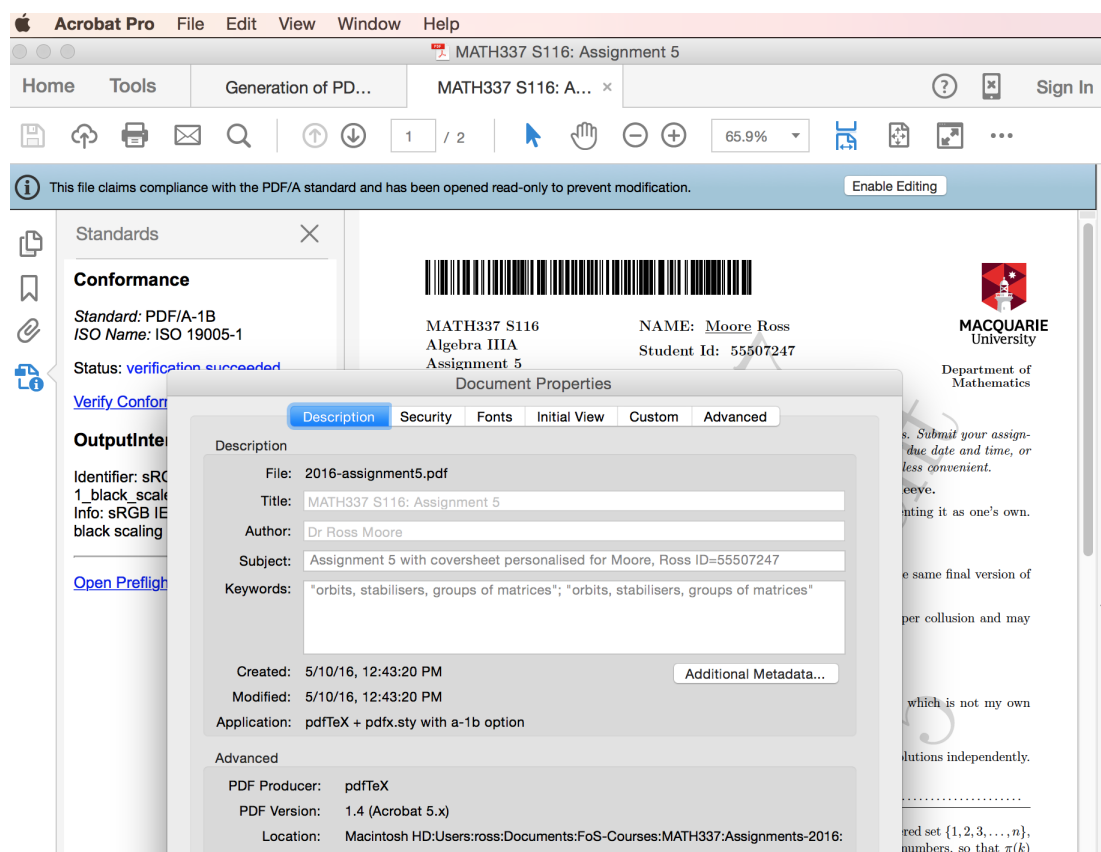 Acrobat Pro File Edit View Window Help
MATH337 S116: Assignment 5
Home Tools Generation of PD... MATH337 S116: A... × ? Sign In
1 / 2 65.9%
This file claims compliance with the PDF/A standard and has been opened read-only to prevent modification. Enable Editing
Standards
Conformance
Standard: PDF/A-1B
ISO Name: ISO 19005-1
Status: verification succeeded
Verify Confor
OutputInte
Identifier: sRG
1_black_scale
Info: sRGB IE
black scaling
Open Prefligh
MATH337 S116
Algebra IIIA
Assignment 5
NAME: Moore Ross
Student Id: 55507247
MACQUARIE
University
Department of
Mathematics
s. Submit your assign-
due date and time, or
less convenient.
eeve.
nting it as one's own.
e same final version of
per collusion and may
which is not my own
olutions independently.
ered set {1, 2, 3, . . . , n},
numbers, so that π(k)
Document Properties
Description Security Fonts Initial View Custom Advanced
Description
File: 2016-assignment5.pdf
Title: MATH337 S116: Assignment 5
Author: Dr Ross Moore
Subject: Assignment 5 with coversheet personalised for Moore, Ross ID=55507247
Keywords: "orbits, stabilisers, groups of matrices"; "orbits, stabilisers, groups of matrices"
Created: 5/10/16, 12:43:20 PM
Additional Metadata...
Modified: 5/10/16, 12:43:20 PM
Application: pdfTeX + pdfx.sty with a-1b option
Advanced
PDF Producer: pdfTeX
PDF Version: 1.4 (Acrobat 5.x)
Location: Macintosh HD:Users:ross:Documents:FoS-Courses:MATH337:Assignments-2016: